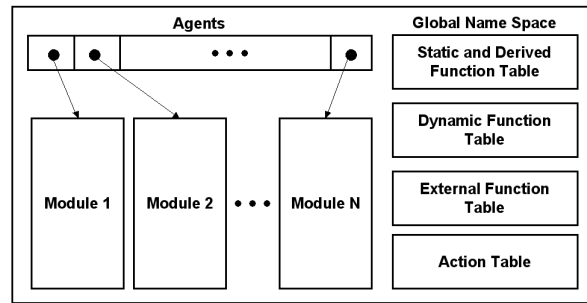 Agents
Global Name Space
Static and Derived
Function Table
Dynamic Function
Table
External Function
Table
Action Table
Module 1
Module 2
Module N